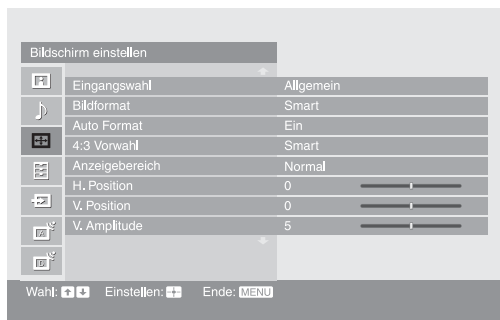 Bildschirm einstellen
Eingangswahl Allgemein
Bildformat Smart
Auto Format Ein
4:3 Vorwahl Smart
Anzeigebereich Normal
H. Position 0
V. Position 0
V. Amplitude 5
Wahl: Einstellen: Ende: MENU